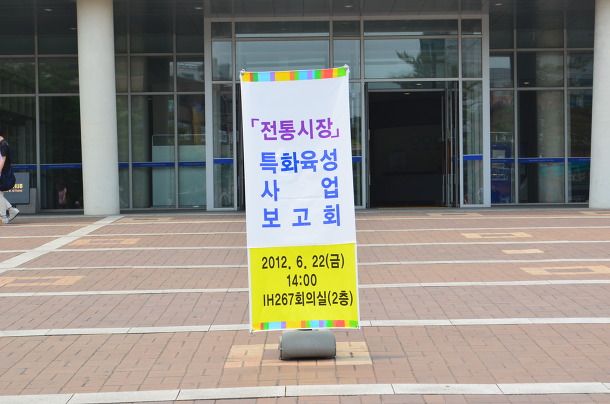 「전통시장」
특화육성
사 업
보고회
2012. 6. 22(금)
14:00
IH267회의실(2층)